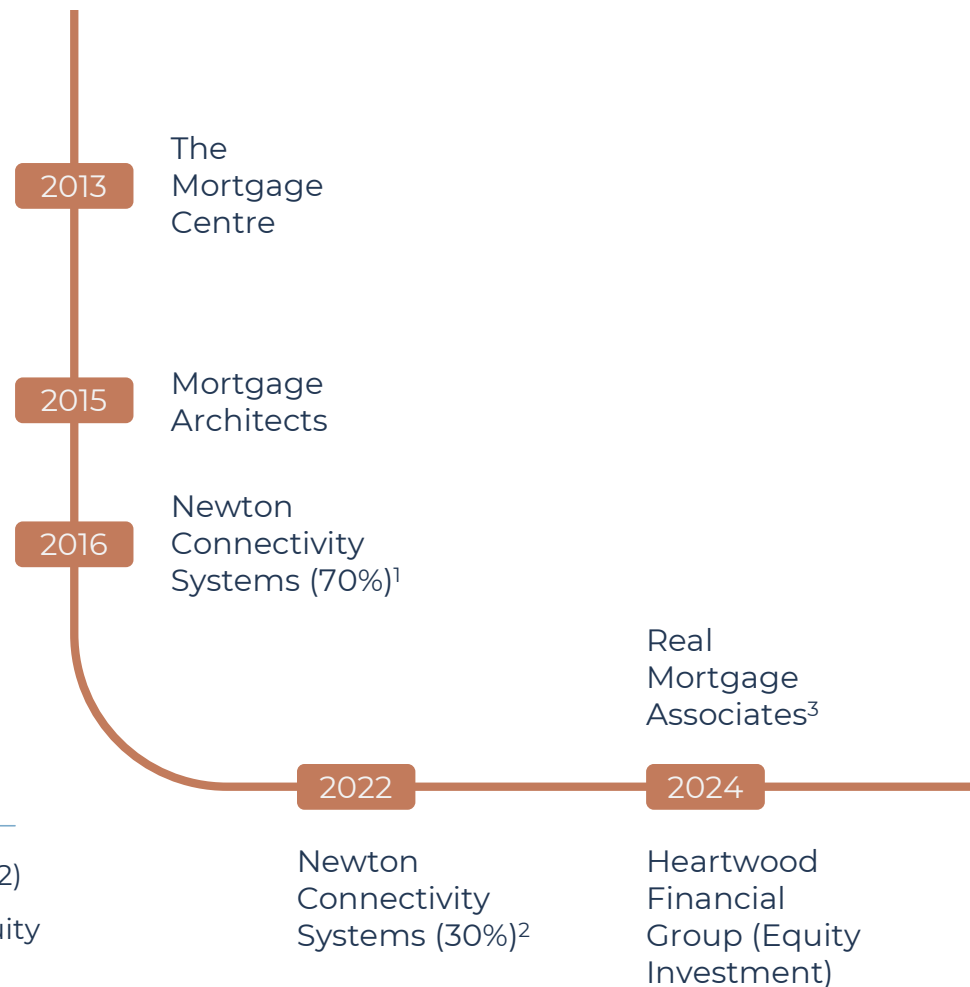 2013
The
Mortgage
Centre
2015
Mortgage
Architects
2016
Newton
Connectivity
Systems (70%)¹
Real
Mortgage
Associates³
2022
2024
Newton
Connectivity
Systems (30%)²
Heartwood
Financial
Group (Equity
Investment)
2)